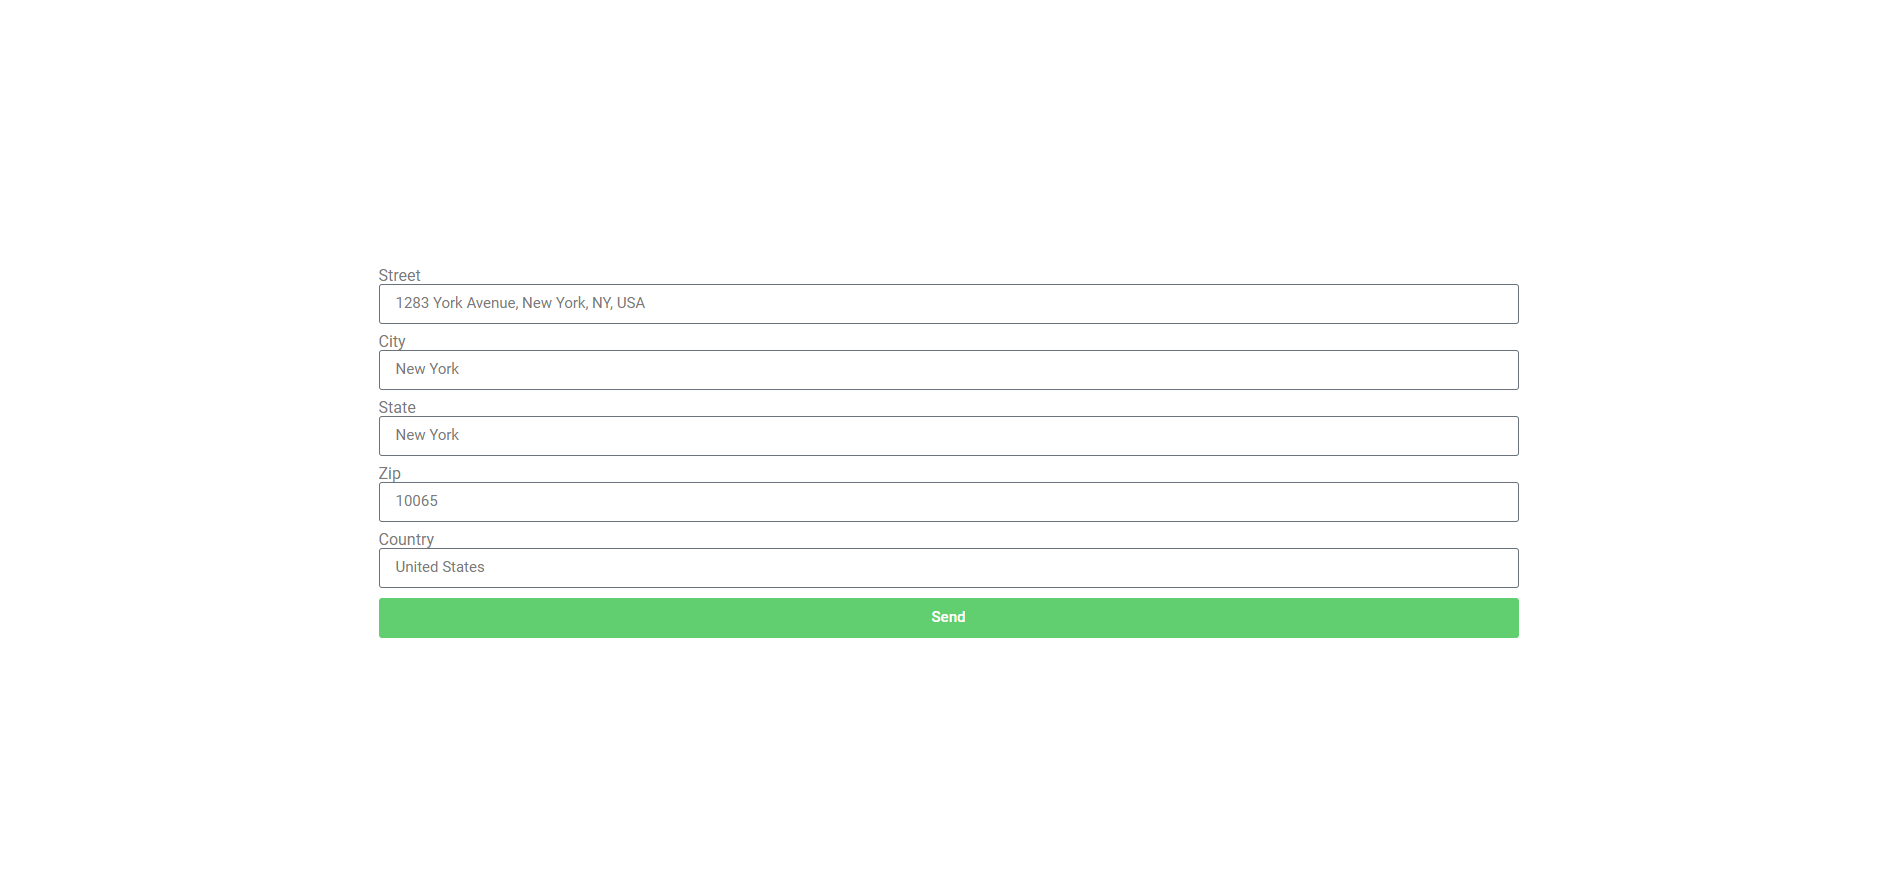 Street
1283 York Avenue, New York, NY, USA
City
New York
State
New York
Zip
10065
Country
United States
Send